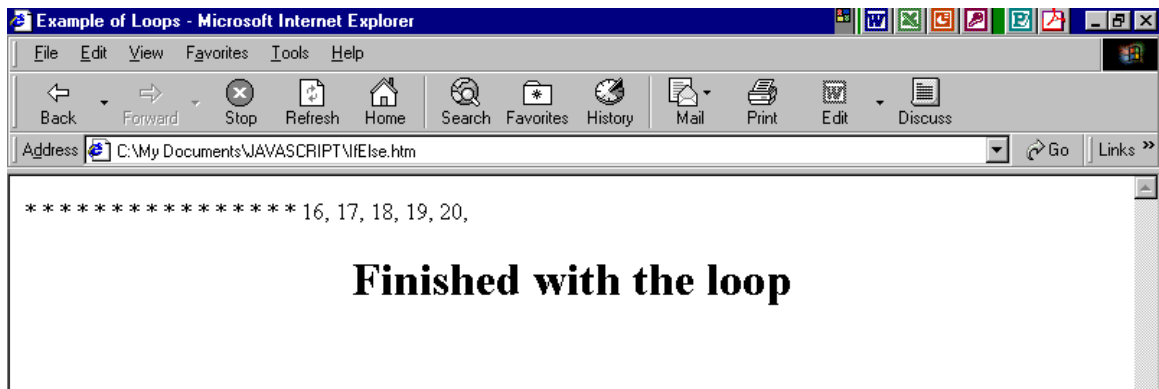 Example of Loops - Microsoft Internet Explorer
File Edit View Favorites Tools Help
Back Forward Stop Refresh Home Search Favorites History Mail Print Edit Discuss
Address C:\My Documents\JAVASCRIPT\IfElse.htm Go Links »
* * * * * * * * * * * * * * * * 16, 17, 18, 19, 20,
Finished with the loop